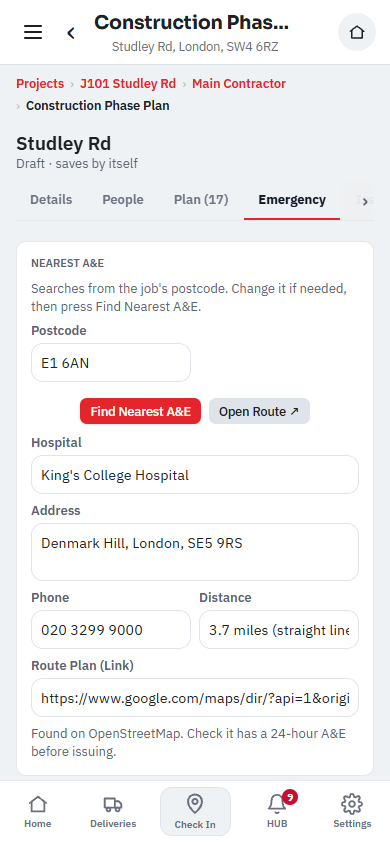 Construction Phas...
Studley Rd, London, SW4 6RZ
Projects › J101 Studley Rd › Main Contractor
› Construction Phase Plan
Studley Rd
Draft · saves by itself
Details People Plan (17) Emergency
NEAREST A&E
Searches from the job's postcode. Change it if needed,
then press Find Nearest A&E.
Postcode
E1 6AN
Find Nearest A&E Open Route ↗
Hospital
King's College Hospital
Address
Denmark Hill, London, SE5 9RS
Phone Distance
020 3299 9000 3.7 miles (straight line
Route Plan (Link)
https://www.google.com/maps/dir/?api=1&origi
Found on OpenStreetMap. Check it has a 24-hour A&E
before issuing.
9
Home Deliveries Check In HUB Settings